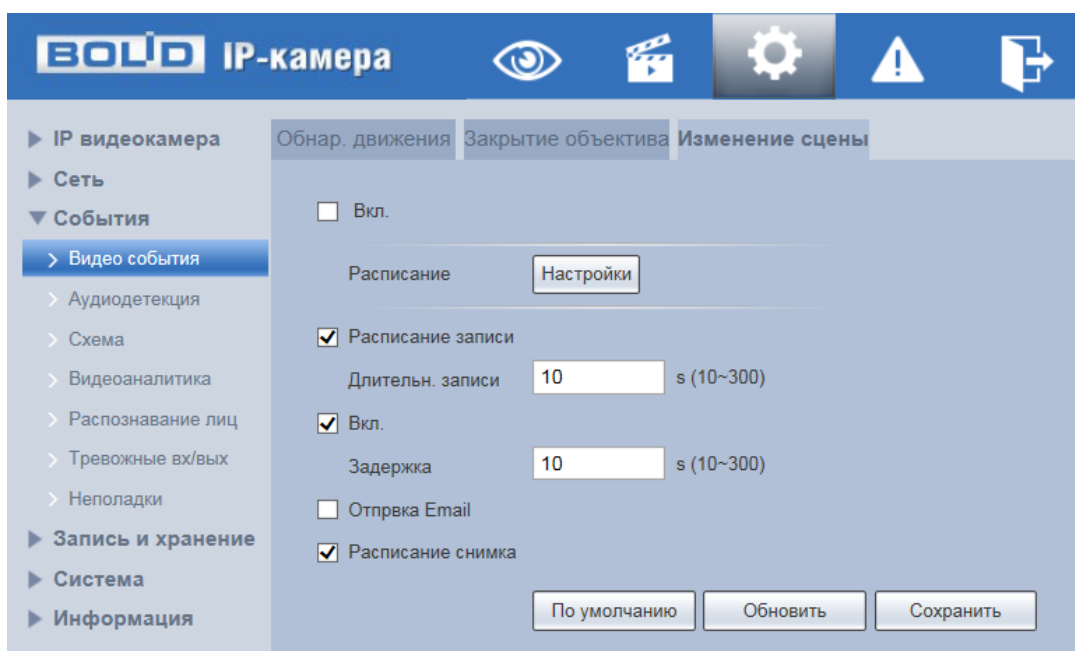 BOLID IP-камера
IP видеокамера
Сеть
События
Видео события
Аудиодетекция
Схема
Видеоаналитика
Распознавание лиц
Тревожные вх/вых
Неполадки
Запись и хранение
Система
Информация
Обнар. движения Закрытие объектива Изменение сцены
Вкл.
Расписание Настройки
Расписание записи
Длительн. записи 10 s (10~300)
Вкл.
Задержка 10 s (10~300)
Отпрвка Email
Расписание снимка
По умолчанию Обновить Сохранить